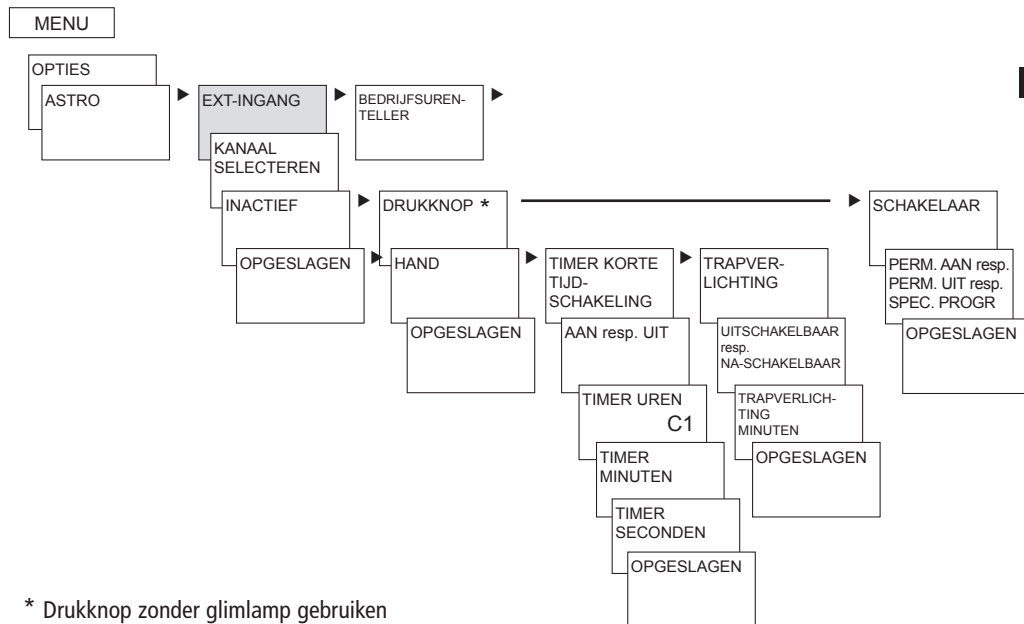 MENU
OPTIES
ASTRO
EXT-INGANG
BEDRIJFSUREN-
TELLER
KANAAL
SELECTEREN
INACTIEF
DRUKKNOP *
SCHAKELAAR
OPGESLAGEN
HAND
TIMER KORTE
TIJD-
SCHAKELING
TRAPVER-
LICHTING
PERM. AAN resp.
PERM. UIT resp.
SPEC. PROGR
OPGESLAGEN
AAN resp. UIT
UITSCHAKELBAAR
resp.
NA-SCHAKELBAAR
OPGESLAGEN
TIMER UREN
C1
TRAPVERLICH-
TING
MINUTEN
TIMER
MINUTEN
OPGESLAGEN
TIMER
SECONDEN
OPGESLAGEN
* Drukknop zonder glimlamp gebruiken